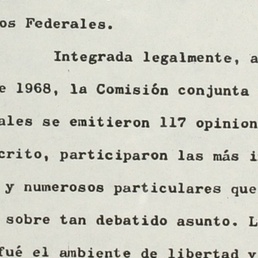 os Federales.
Integrada legalmente, a
e 1968, la Comisión conjunta
ales se emitieron 117 opinion
crito, participaron las más i
y numerosos particulares que
sobre tan debatido asunto. L
fué el ambiente de libertad y